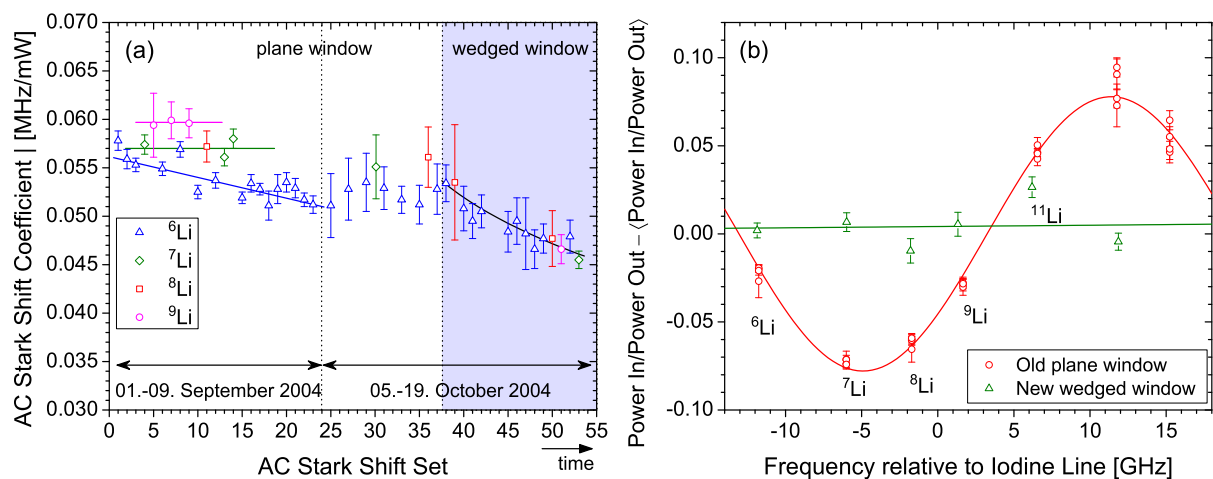 (a)
plane window
wedged window
AC Stark Shift Coefficient | [MHz/mW]
0.070
0.065
0.060
0.055
0.050
0.045
0.040
0.035
0.030
⁶Li
⁷Li
⁸Li
⁹Li
01.-09. September 2004
05.-19. October 2004
0 5 10 15 20 25 30 35 40 45 50 55
AC Stark Shift Set
time
(b)
Power In/Power Out – ⟨Power In/Power Out⟩
0.10
0.05
0.00
-0.05
-0.10
⁶Li
⁷Li
⁸Li
⁹Li
¹¹Li
Old plane window
New wedged window
-10 -5 0 5 10 15
Frequency relative to Iodine Line [GHz]